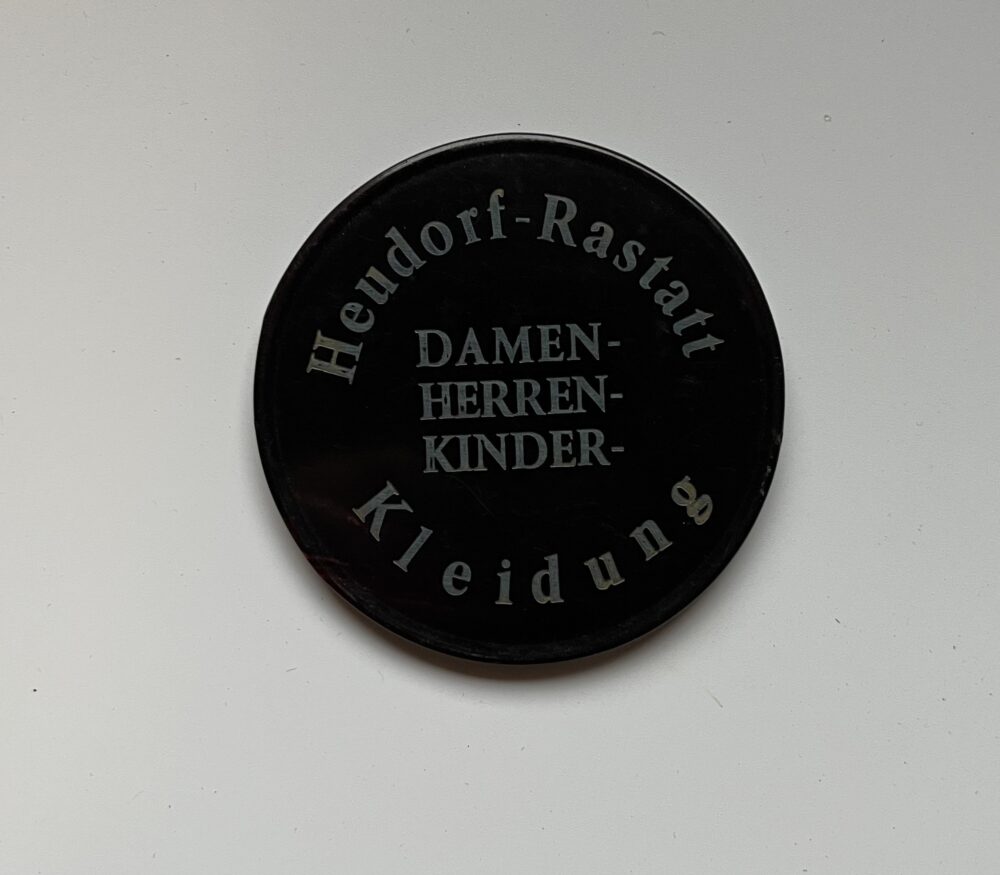 Heudorf-Rastatt
DAMEN-
HERREN-
KINDER-
Kleidung